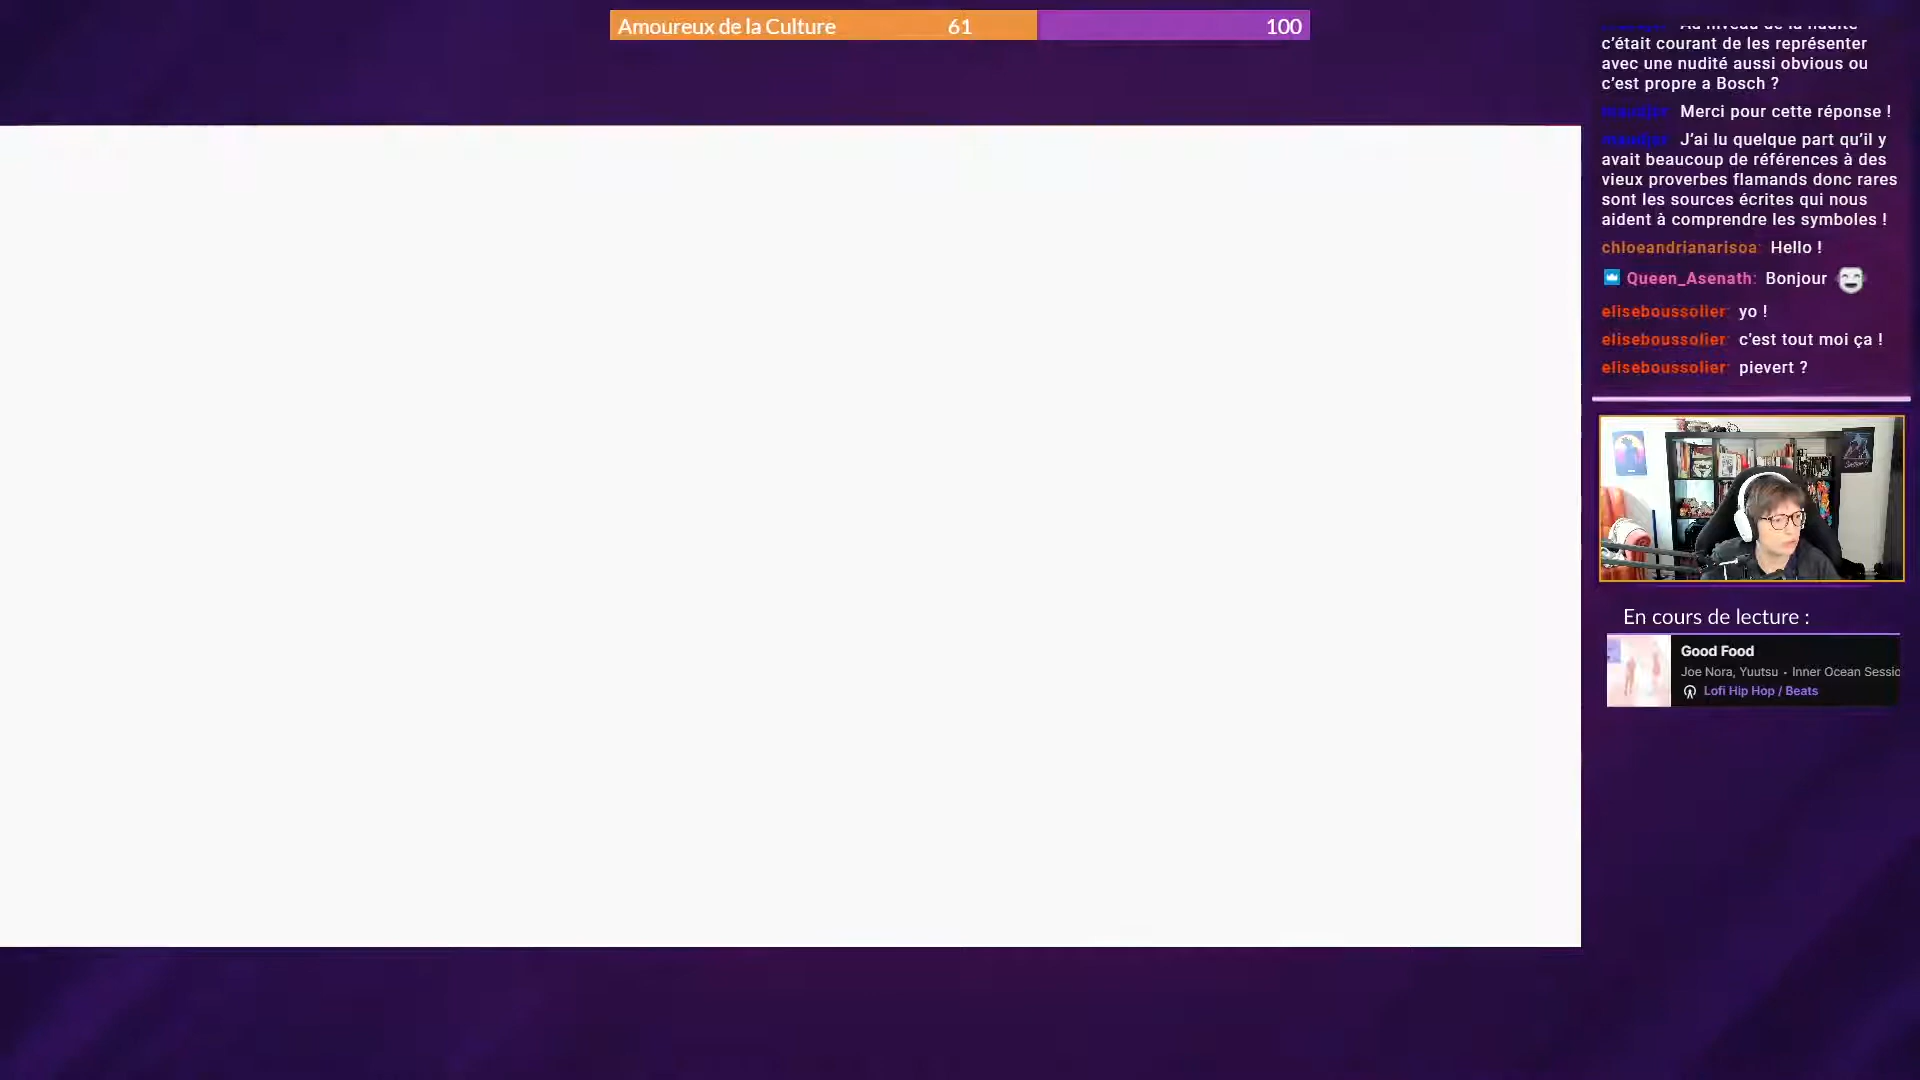 Amoureux de la Culture 61 100
c’était courant de les représenter
avec une nudité aussi obvious ou
c’est propre a Bosch ?
Merci pour cette réponse !
J’ai lu quelque part qu’il y
avait beaucoup de références à des
vieux proverbes flamands donc rares
sont les sources écrites qui nous
aident à comprendre les symboles !
chloeandrianarisoa: Hello !
Queen_Asenath: Bonjour
eliseboussolier: yo !
eliseboussolier: c’est tout moi ça !
eliseboussolier: pievert ?
En cours de lecture :
Good Food
Joe Nora, Yuutsu • Inner Ocean Sessio
Lofi Hip Hop / Beats